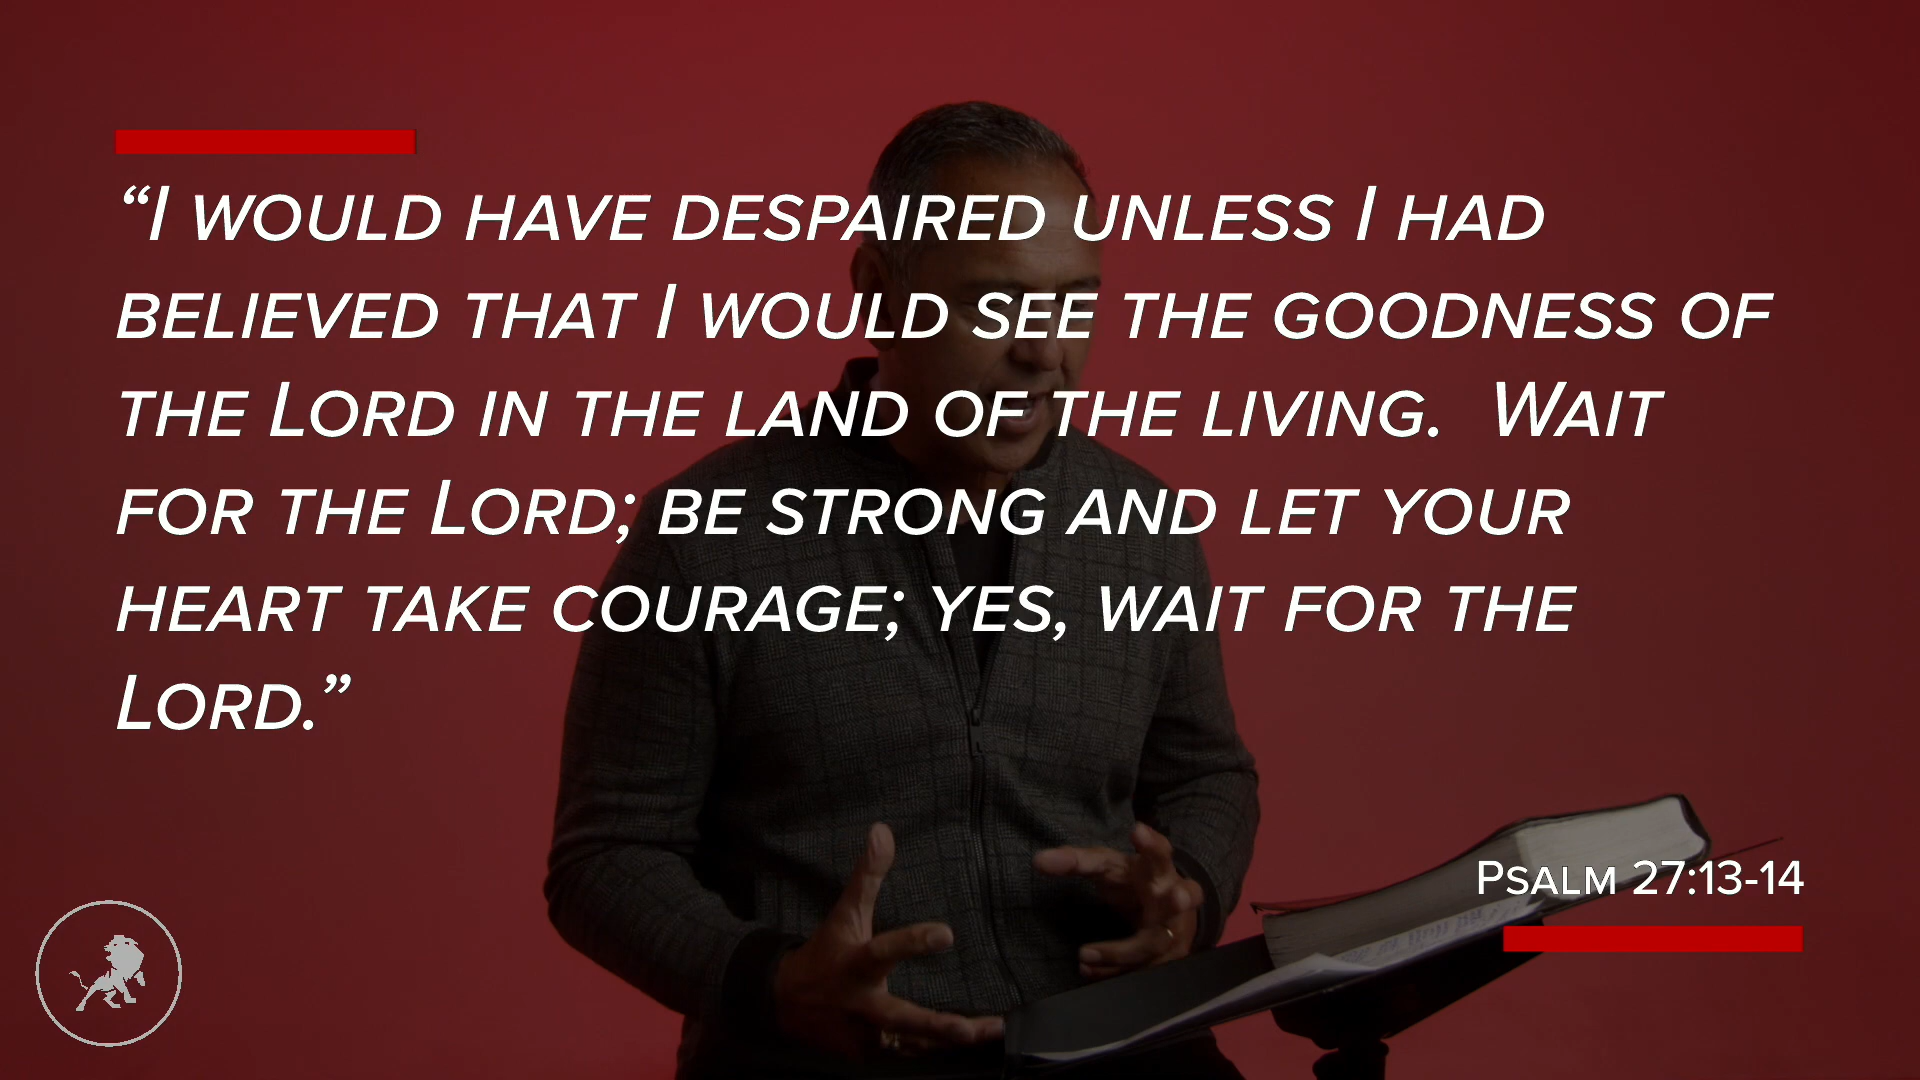 “I WOULD HAVE DESPAIRED UNLESS I HAD
BELIEVED THAT I WOULD SEE THE GOODNESS OF
THE LORD IN THE LAND OF THE LIVING.  WAIT
FOR THE LORD; BE STRONG AND LET YOUR
HEART TAKE COURAGE; YES, WAIT FOR THE
LORD.”
PSALM 27:13-14